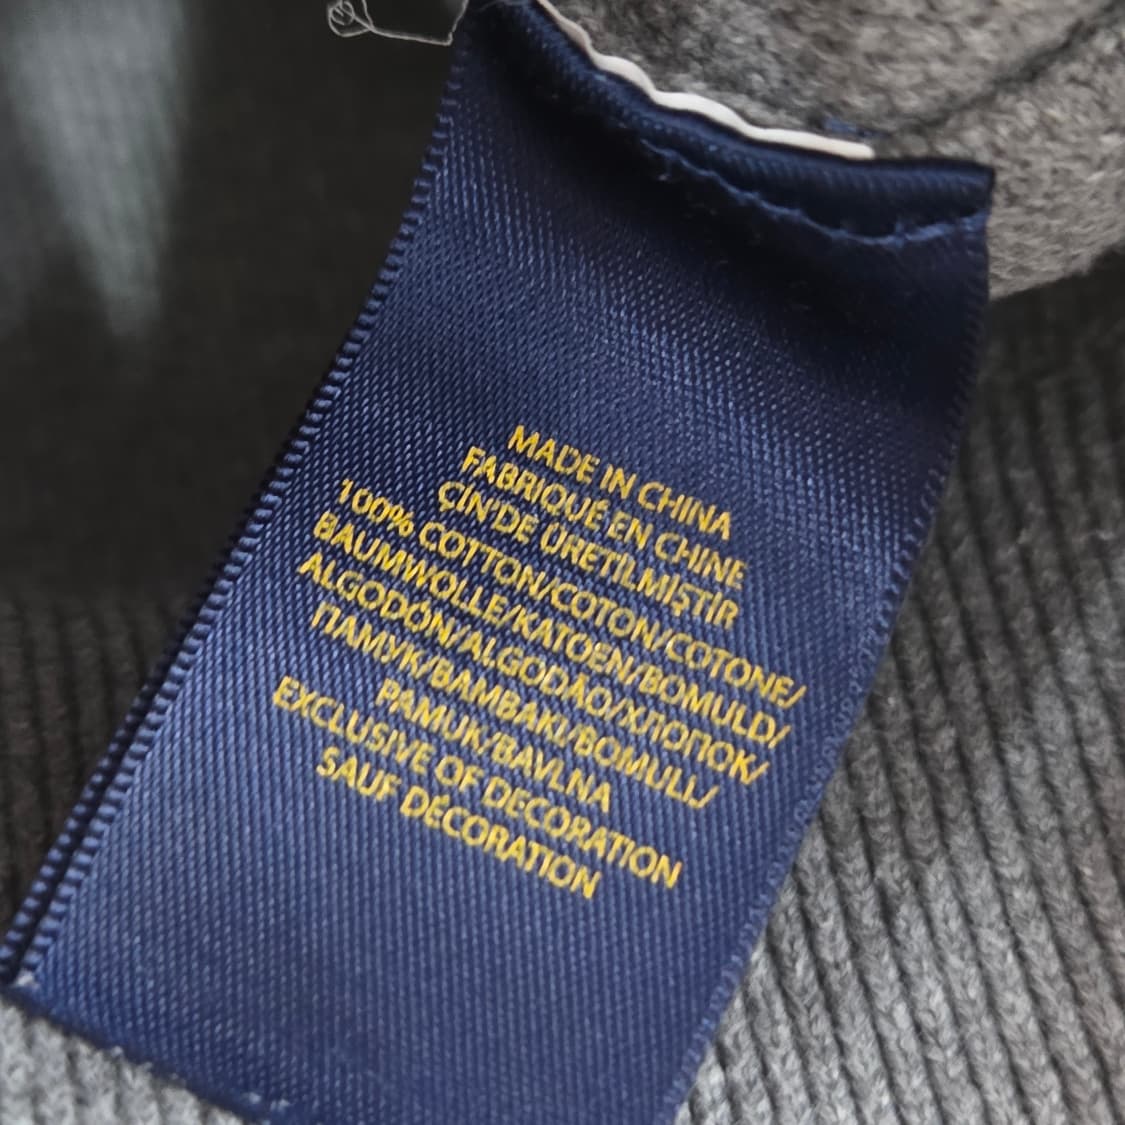 MADE IN CHINA
FABRIQUÉ EN CHINE
ÇİN'DE ÜRETİLMİŞTİR
100% COTTON/COTON/COTONE/
BAUMWOLLE/KATOEN/BOMULD/
ALGODÓN/ALGODÃO/ХЛОПОК/
ПАМУК/ΒΑΜΒΑΚΙ/BOMULL/
PAMUK/BAVLNA
EXCLUSIVE OF DECORATION
SAUF DÉCORATION